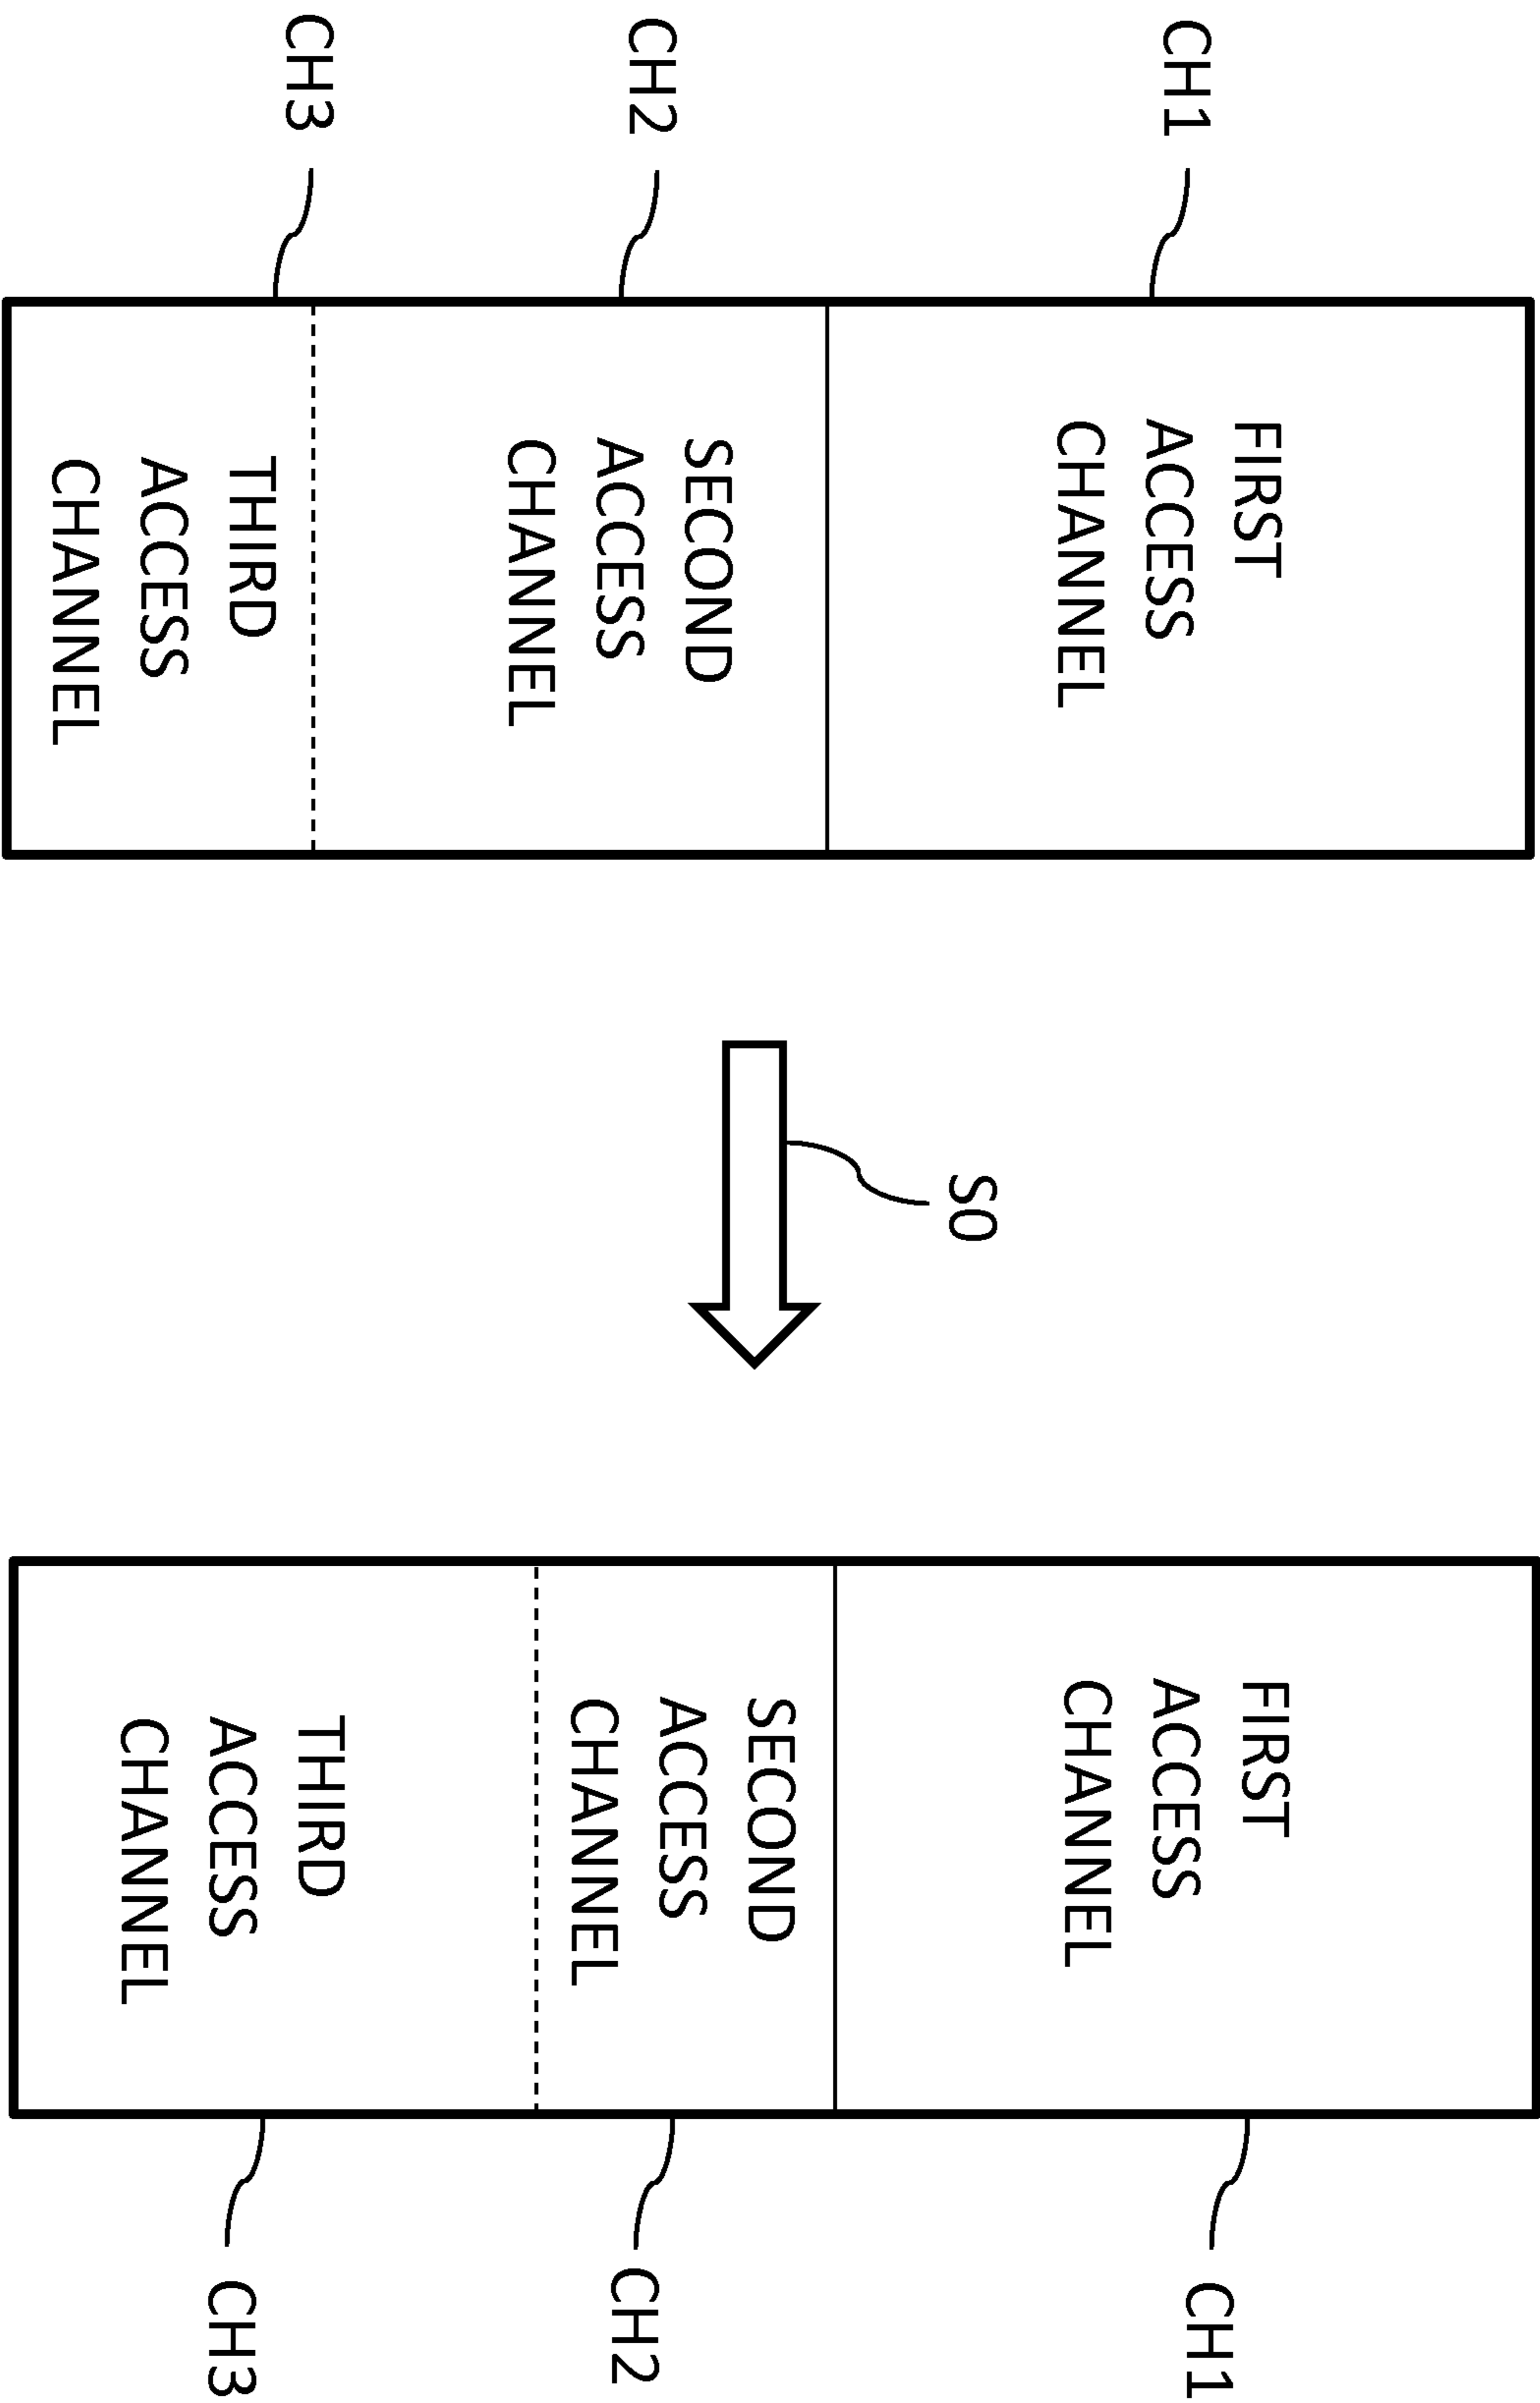 CH1
FIRST
ACCESS
CHANNEL
CH2
SECOND
ACCESS
CHANNEL
CH3
THIRD
ACCESS
CHANNEL
S0
FIRST
ACCESS
CHANNEL
CH1
SECOND
ACCESS
CHANNEL
CH2
THIRD
ACCESS
CHANNEL
CH3